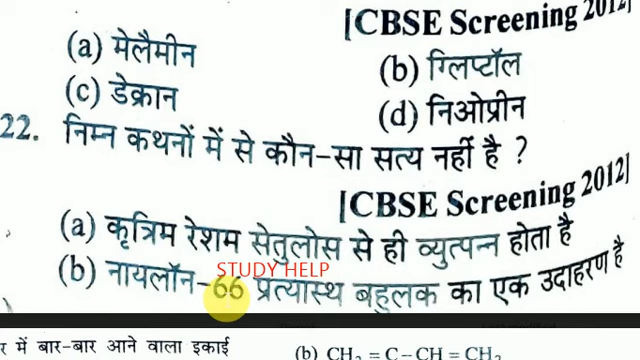 [CBSE Screening 2012]
(a) मेलैमीन
(b) ग्लिप्टॉल
(c) डेक्रान
(d) निओप्रीन
22. निम्न कथनों में से कौन-सा सत्य नहीं है ?
[CBSE Screening 2012]
(a) कृत्रिम रेशम सेलुलोस से ही व्युत्पन्न होता है
STUDY HELP
(b) नायलॉन-66 प्रत्यास्थ बहुलक का एक उदाहरण है
र में बार-बार आने वाला इकाई
(b) CH₂ = C – CH = CH₂